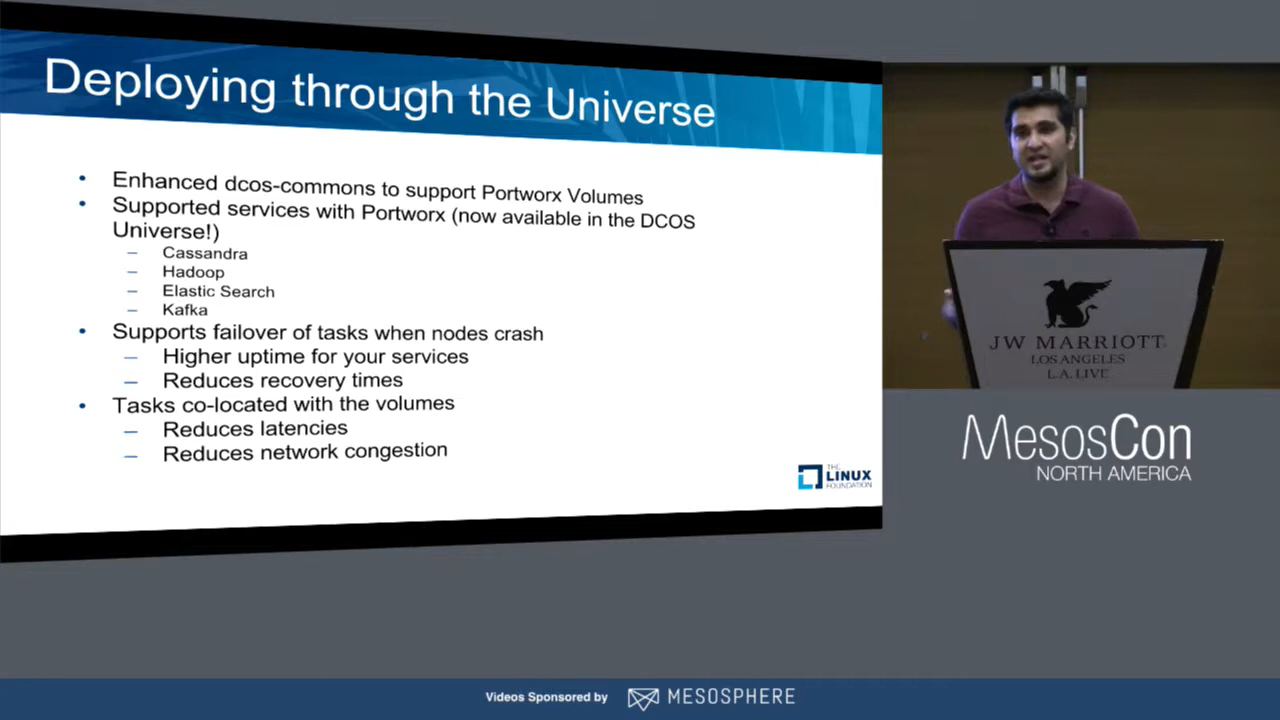 Deploying through the Universe
• Enhanced dcos-commons to support Portworx Volumes
• Supported services with Portworx (now available in the DCOS
Universe!)
– Cassandra
– Hadoop
– Elastic Search
– Kafka
• Supports failover of tasks when nodes crash
– Higher uptime for your services
– Reduces recovery times
• Tasks co-located with the volumes
– Reduces latencies
– Reduces network congestion
THE
LINUX
FOUNDATION
JW MARRIOTT
LOS ANGELES
L.A. LIVE
MesosCon
NORTH AMERICA
Videos Sponsored by
MESOSPHERE